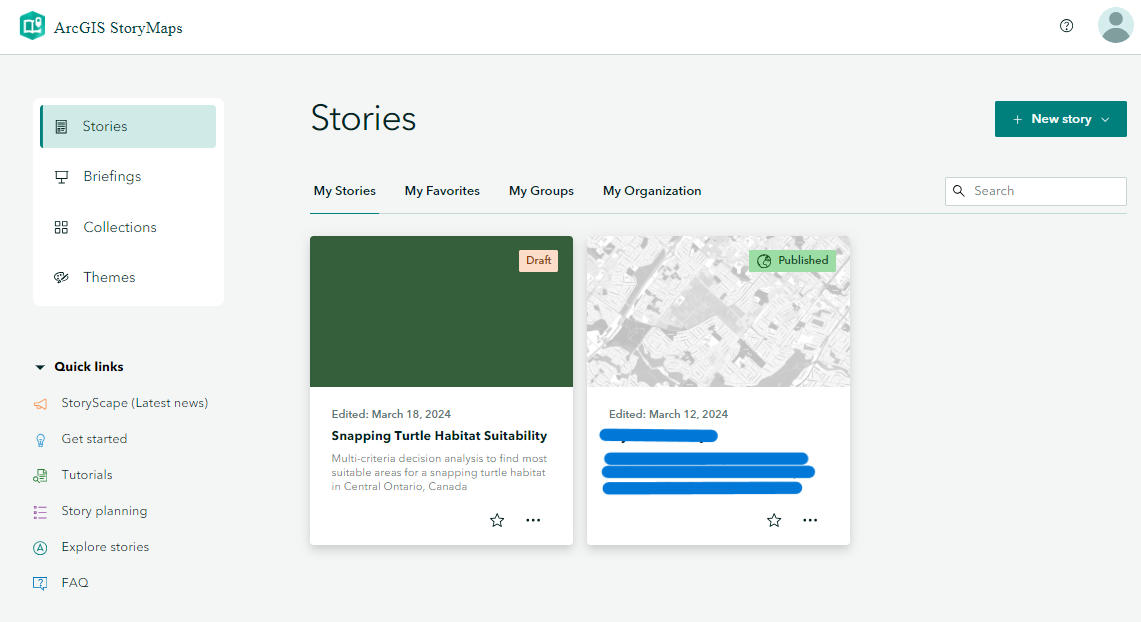 ArcGIS StoryMaps
Stories
Briefings
Collections
Themes
Quick links
StoryScape (Latest news)
Get started
Tutorials
Story planning
Explore stories
FAQ
Stories
+ New story
My Stories My Favorites My Groups My Organization
Search
Draft
Edited: March 18, 2024
Snapping Turtle Habitat Suitability
Multi-criteria decision analysis to find most
suitable areas for a snapping turtle habitat
in Central Ontario, Canada
Published
Edited: March 12, 2024